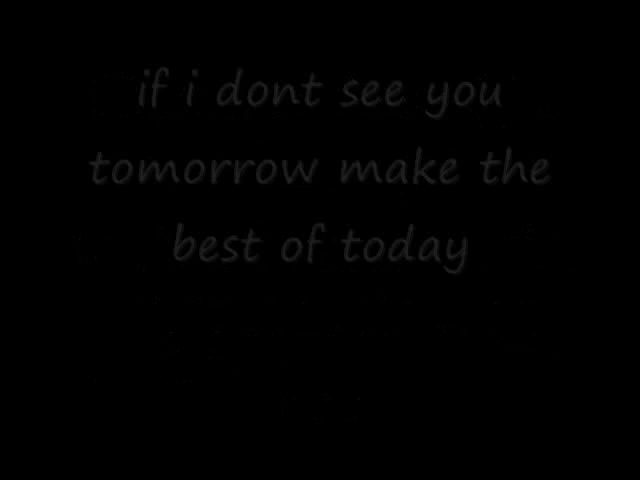 if i dont see you
tomorrow make the
best of today